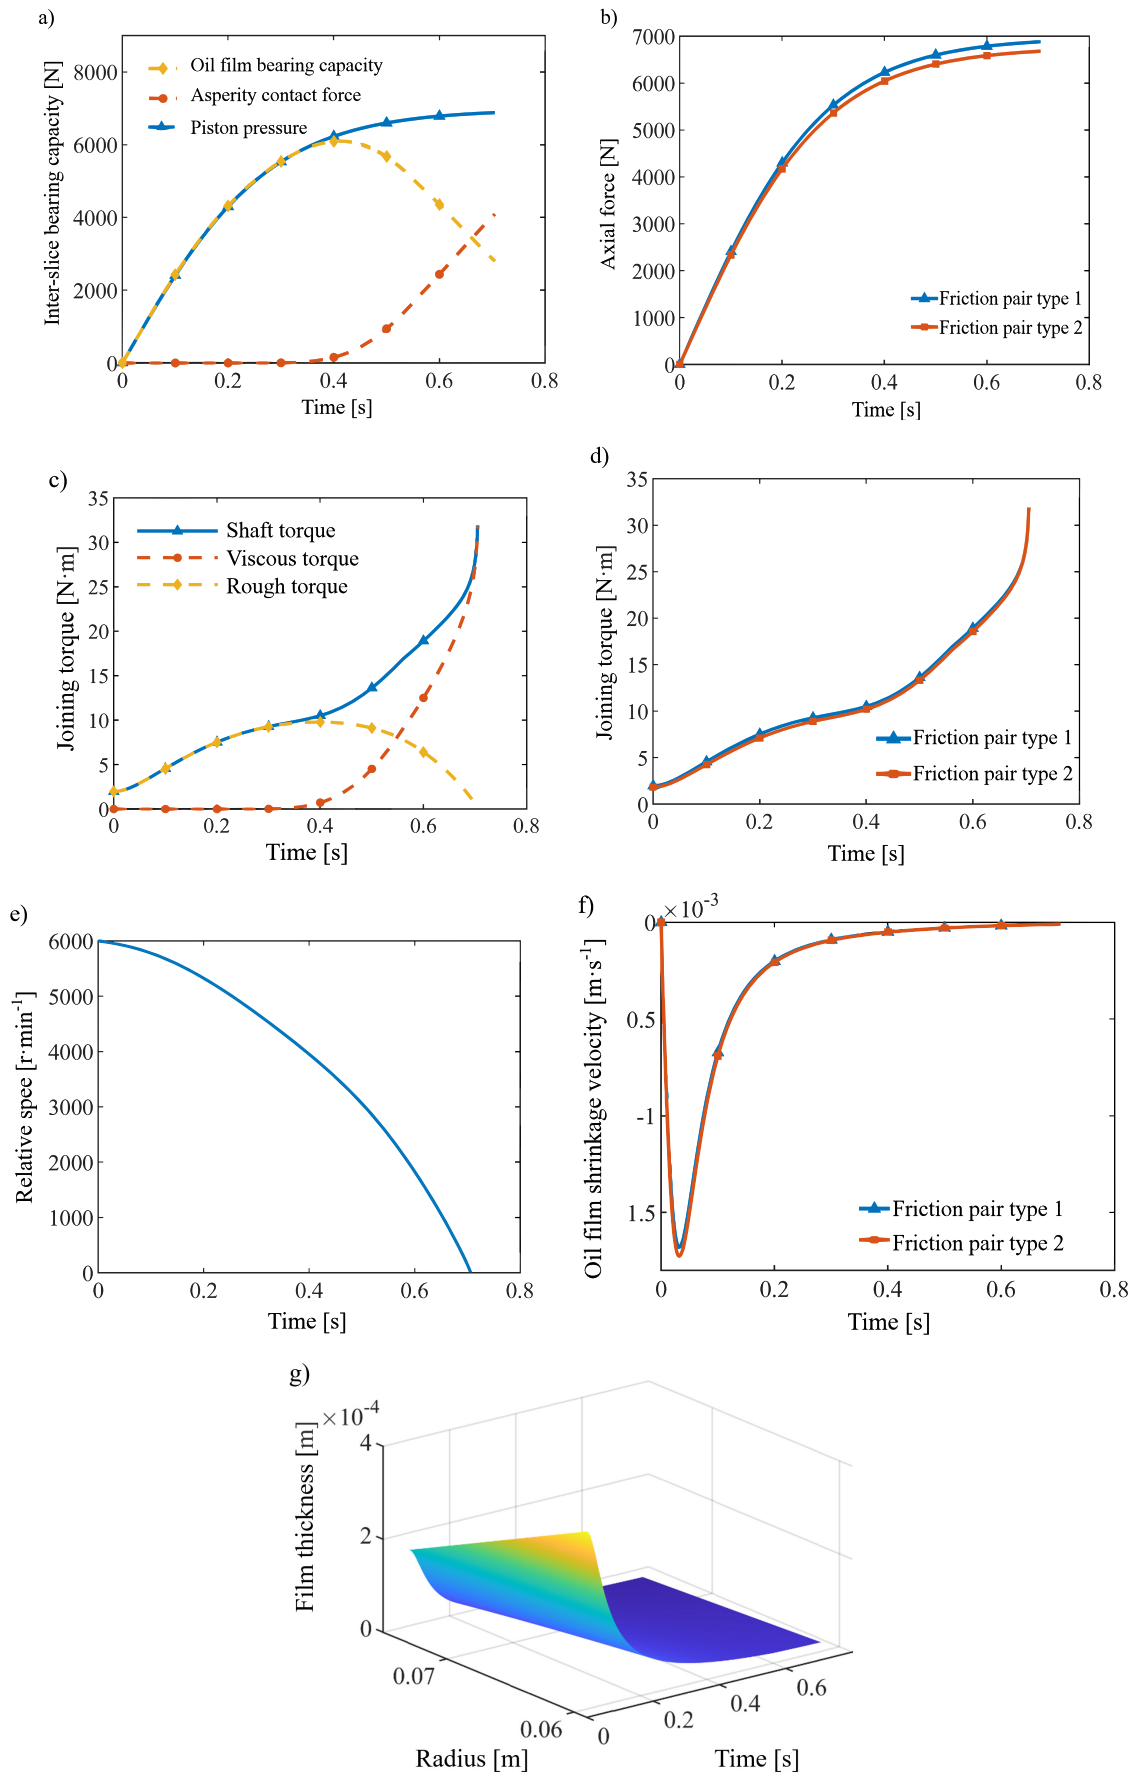 a)
Inter-slice bearing capacity [N]
8000
6000
4000
2000
0
Oil film bearing capacity
Asperity contact force
Piston pressure
0 0.2 0.4 0.6 0.8
Time [s]
b)
Axial force [N]
7000
6000
5000
4000
3000
2000
1000
0
Friction pair type 1
Friction pair type 2
0 0.2 0.4 0.6 0.8
Time [s]
c)
Joining torque [N·m]
35
30
25
20
15
10
5
0
Shaft torque
Viscous torque
Rough torque
0 0.2 0.4 0.6 0.8
Time [s]
d)
Joining torque [N·m]
35
30
25
20
15
10
5
0
Friction pair type 1
Friction pair type 2
0 0.2 0.4 0.6 0.8
Time [s]
e)
Relative spee [r·min⁻¹]
6000
5000
4000
3000
2000
1000
0
0 0.2 0.4 0.6 0.8
Time [s]
f)
Oil film shrinkage velocity [m·s⁻¹]
×10⁻³
0
0.5
-1
1.5
Friction pair type 1
Friction pair type 2
0 0.2 0.4 0.6 0.8
Time [s]
g)
Film thickness [m]
×10⁻⁴
4
2
0
0.07
0.06
Radius [m]
0 0.2 0.4 0.6
Time [s]